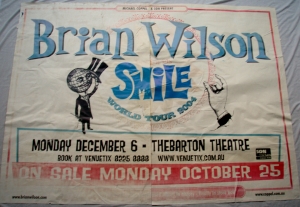 Brian Wilson
SMiLE
WORLD TOUR 2004
MONDAY DECEMBER 6 - THEBARTON THEATRE
BOOK AT VENUETIX 8225 8888 WWW.VENUETIX.COM.AU
ON SALE MONDAY OCTOBER 25